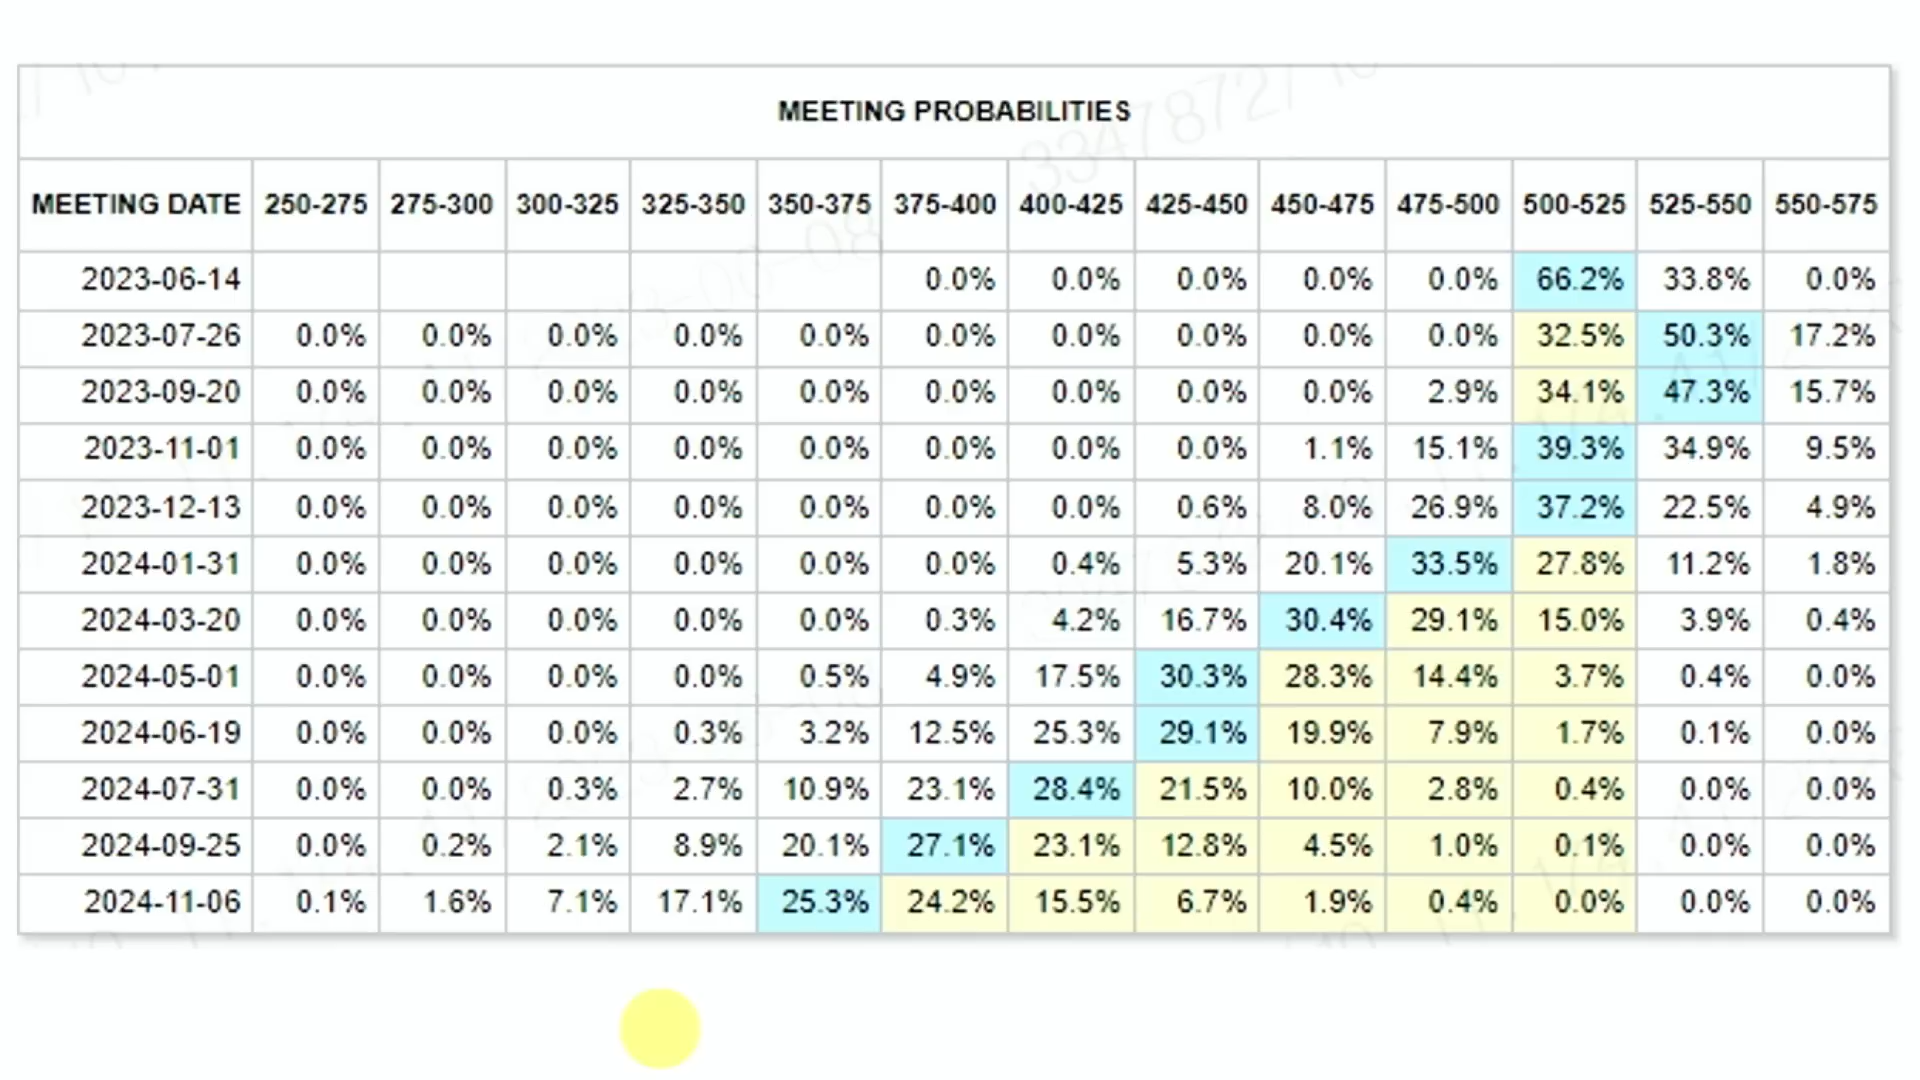 MEETING PROBABILITIES
MEETING DATE 250-275 275-300 300-325 325-350 350-375 375-400 400-425 425-450 450-475 475-500 500-525 525-550 550-575
2023-06-14 0.0% 0.0% 0.0% 0.0% 0.0% 66.2% 33.8% 0.0%
2023-07-26 0.0% 0.0% 0.0% 0.0% 0.0% 0.0% 0.0% 0.0% 0.0% 0.0% 32.5% 50.3% 17.2%
2023-09-20 0.0% 0.0% 0.0% 0.0% 0.0% 0.0% 0.0% 0.0% 0.0% 2.9% 34.1% 47.3% 15.7%
2023-11-01 0.0% 0.0% 0.0% 0.0% 0.0% 0.0% 0.0% 0.0% 1.1% 15.1% 39.3% 34.9% 9.5%
2023-12-13 0.0% 0.0% 0.0% 0.0% 0.0% 0.0% 0.0% 0.6% 8.0% 26.9% 37.2% 22.5% 4.9%
2024-01-31 0.0% 0.0% 0.0% 0.0% 0.0% 0.0% 0.4% 5.3% 20.1% 33.5% 27.8% 11.2% 1.8%
2024-03-20 0.0% 0.0% 0.0% 0.0% 0.0% 0.3% 4.2% 16.7% 30.4% 29.1% 15.0% 3.9% 0.4%
2024-05-01 0.0% 0.0% 0.0% 0.0% 0.5% 4.9% 17.5% 30.3% 28.3% 14.4% 3.7% 0.4% 0.0%
2024-06-19 0.0% 0.0% 0.0% 0.3% 3.2% 12.5% 25.3% 29.1% 19.9% 7.9% 1.7% 0.1% 0.0%
2024-07-31 0.0% 0.0% 0.3% 2.7% 10.9% 23.1% 28.4% 21.5% 10.0% 2.8% 0.4% 0.0% 0.0%
2024-09-25 0.0% 0.2% 2.1% 8.9% 20.1% 27.1% 23.1% 12.8% 4.5% 1.0% 0.1% 0.0% 0.0%
2024-11-06 0.1% 1.6% 7.1% 17.1% 25.3% 24.2% 15.5% 6.7% 1.9% 0.4% 0.0% 0.0% 0.0%